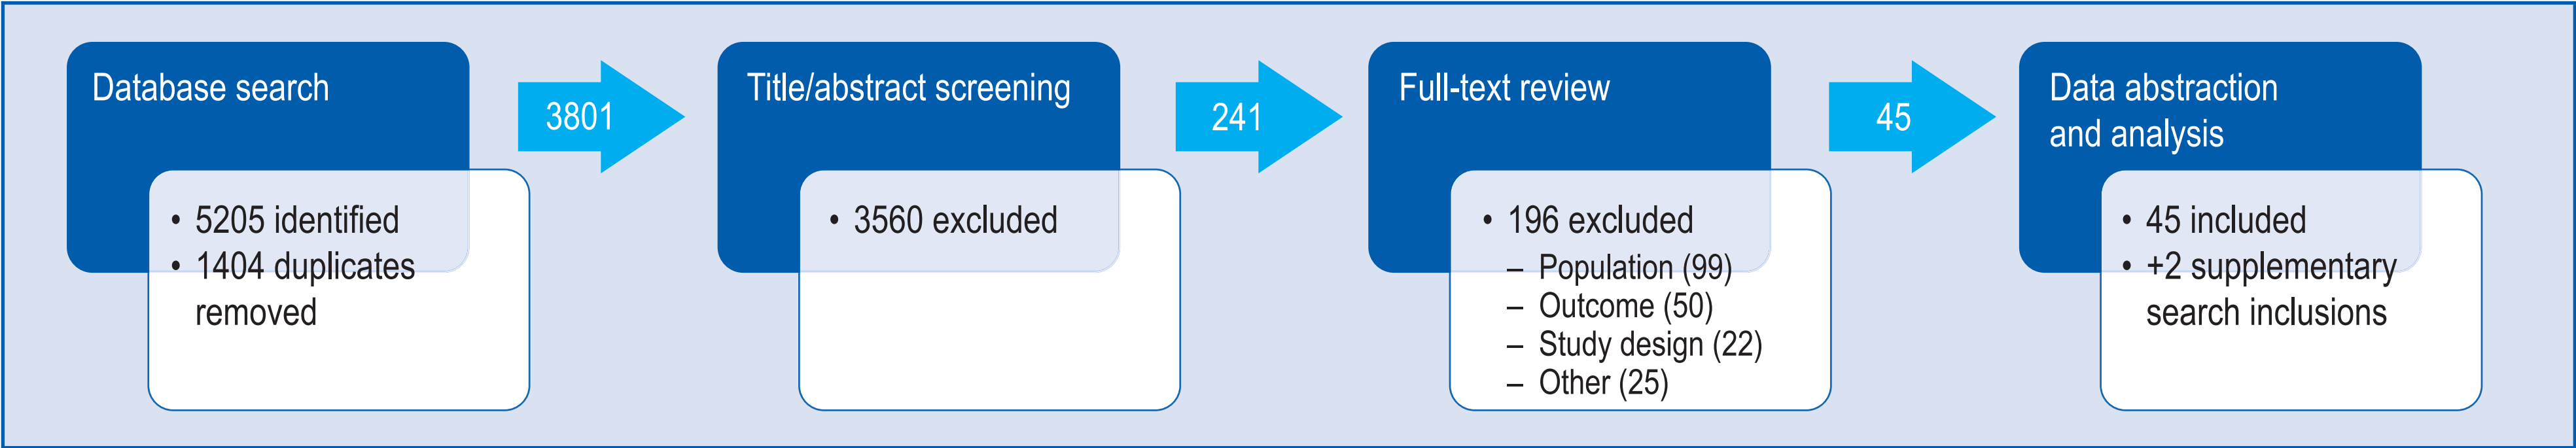 Database search
• 5205 identified
• 1404 duplicates
removed
3801
Title/abstract screening
• 3560 excluded
241
Full-text review
• 196 excluded
– Population (99)
– Outcome (50)
– Study design (22)
– Other (25)
45
Data abstraction
and analysis
• 45 included
• +2 supplementary
search inclusions